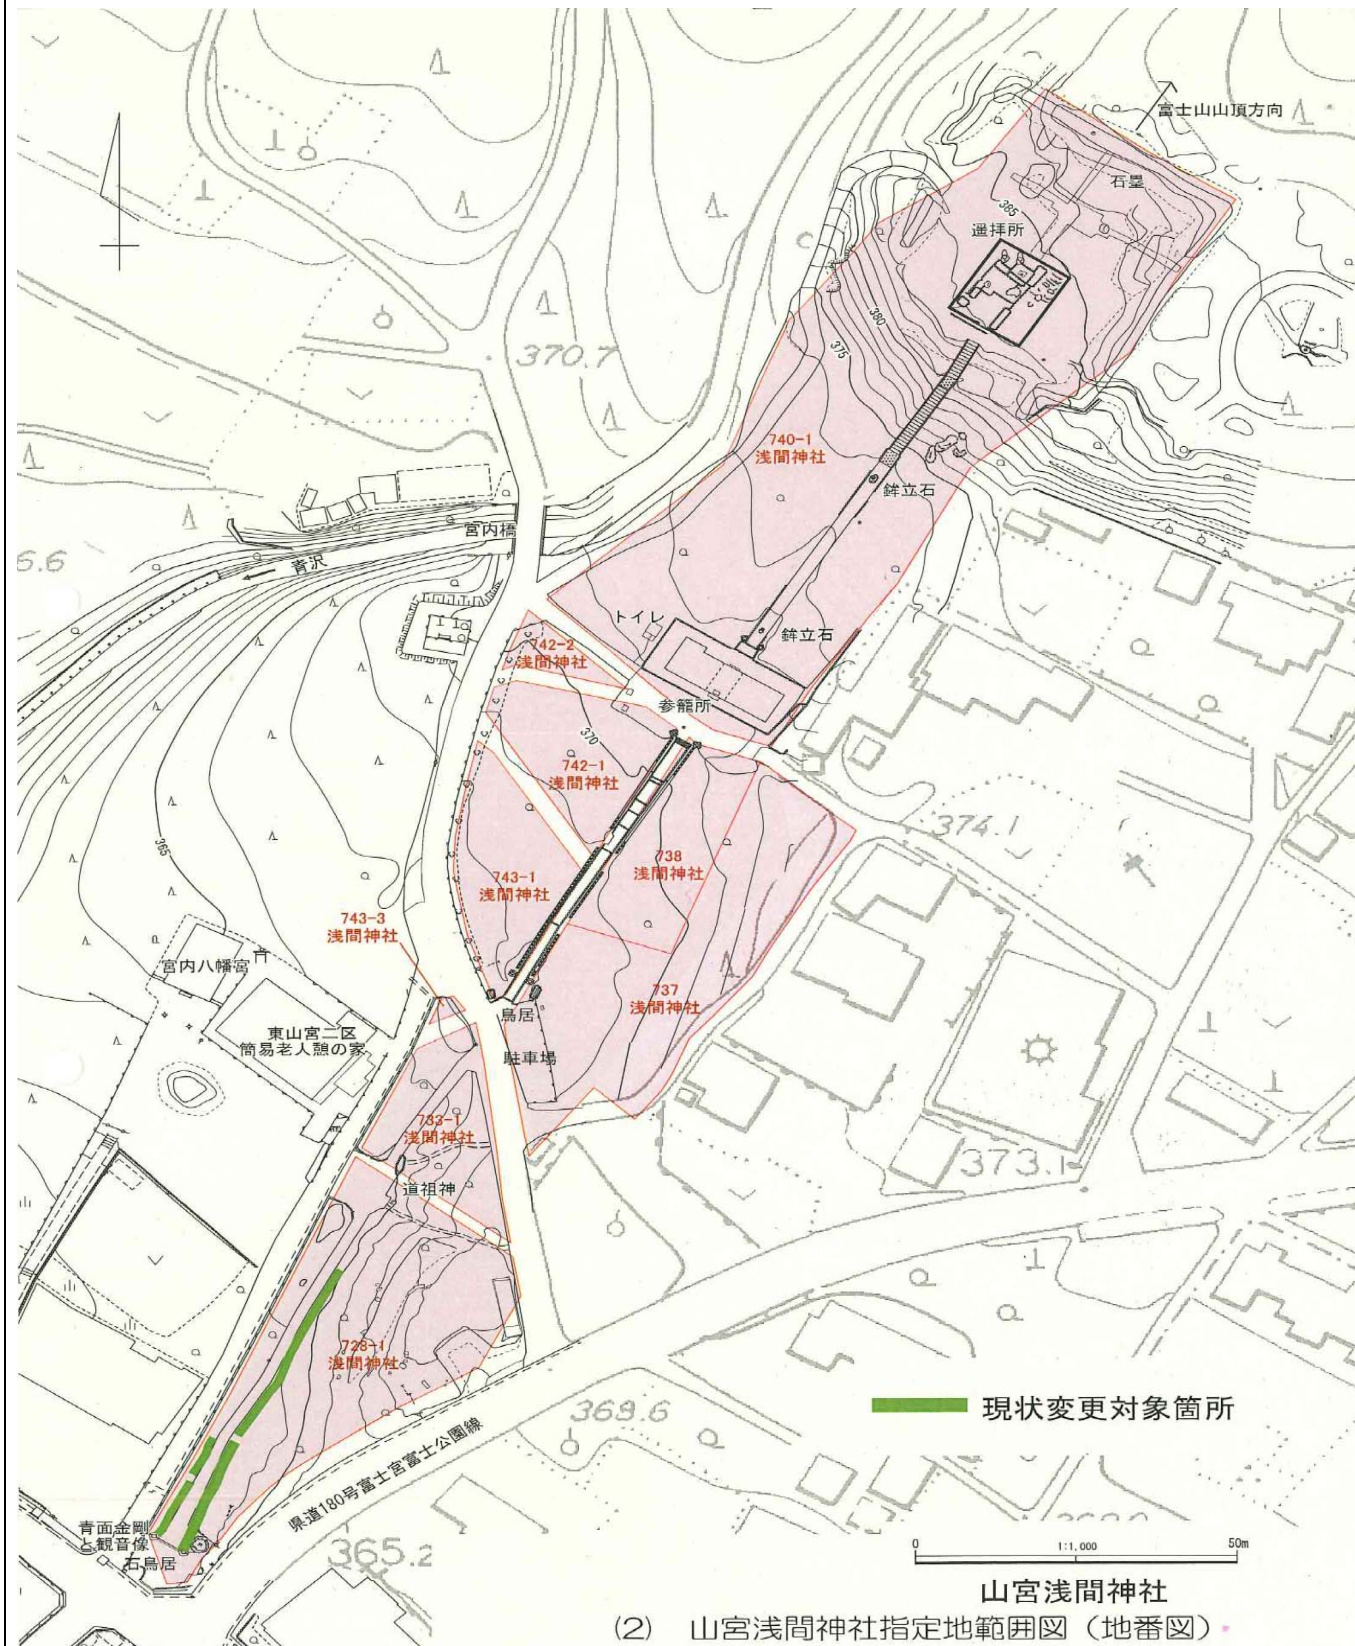 富士山山頂方向
石塁
385
遥拝所
380
375
370.7
740-1
浅間神社
鉾立石
宮内橋
青沢
トイレ
鉾立石
742-2
浅間神社
参籠所
370
742-1
浅間神社
374.1
738
浅間神社
743-1
浅間神社
365
743-3
浅間神社
宮内八幡宮
737
浅間神社
鳥居
東山宮二区
簡易老人憩の家
駐車場
733-1
浅間神社
373.1
道祖神
728-1
浅間神社
現状変更対象箇所
県道180号富士宮富士公園線
青面金剛
と観音像
石鳥居
365.2
0 1:1,000 50m
山宮浅間神社
(2) 山宮浅間神社指定地範囲図（地番図）